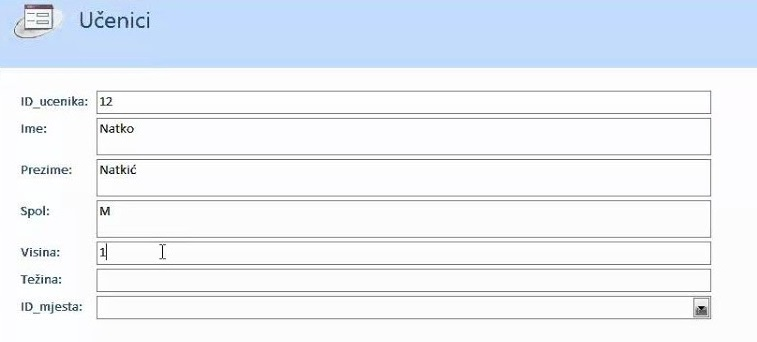 Učenici
ID_ucenika: 12
Ime: Natko
Prezime: Natkić
Spol: M
Visina: 1
Težina:
ID_mjesta: